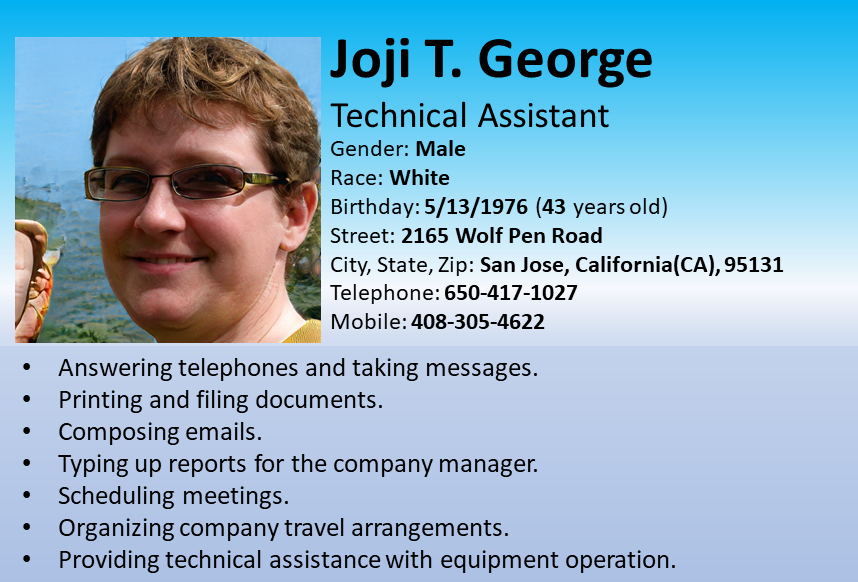 Joji T. George
Technical Assistant
Gender: Male
Race: White
Birthday: 5/13/1976 (43 years old)
Street: 2165 Wolf Pen Road
City, State, Zip: San Jose, California(CA), 95131
Telephone: 650-417-1027
Mobile: 408-305-4622
• Answering telephones and taking messages.
• Printing and filing documents.
• Composing emails.
• Typing up reports for the company manager.
• Scheduling meetings.
• Organizing company travel arrangements.
• Providing technical assistance with equipment operation.